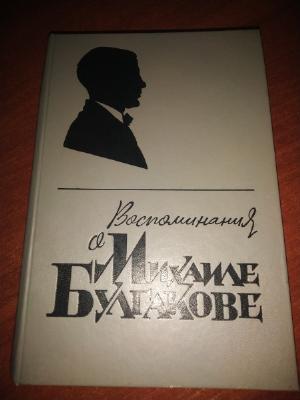 Воспоминания
о Михаиле
Булгакове